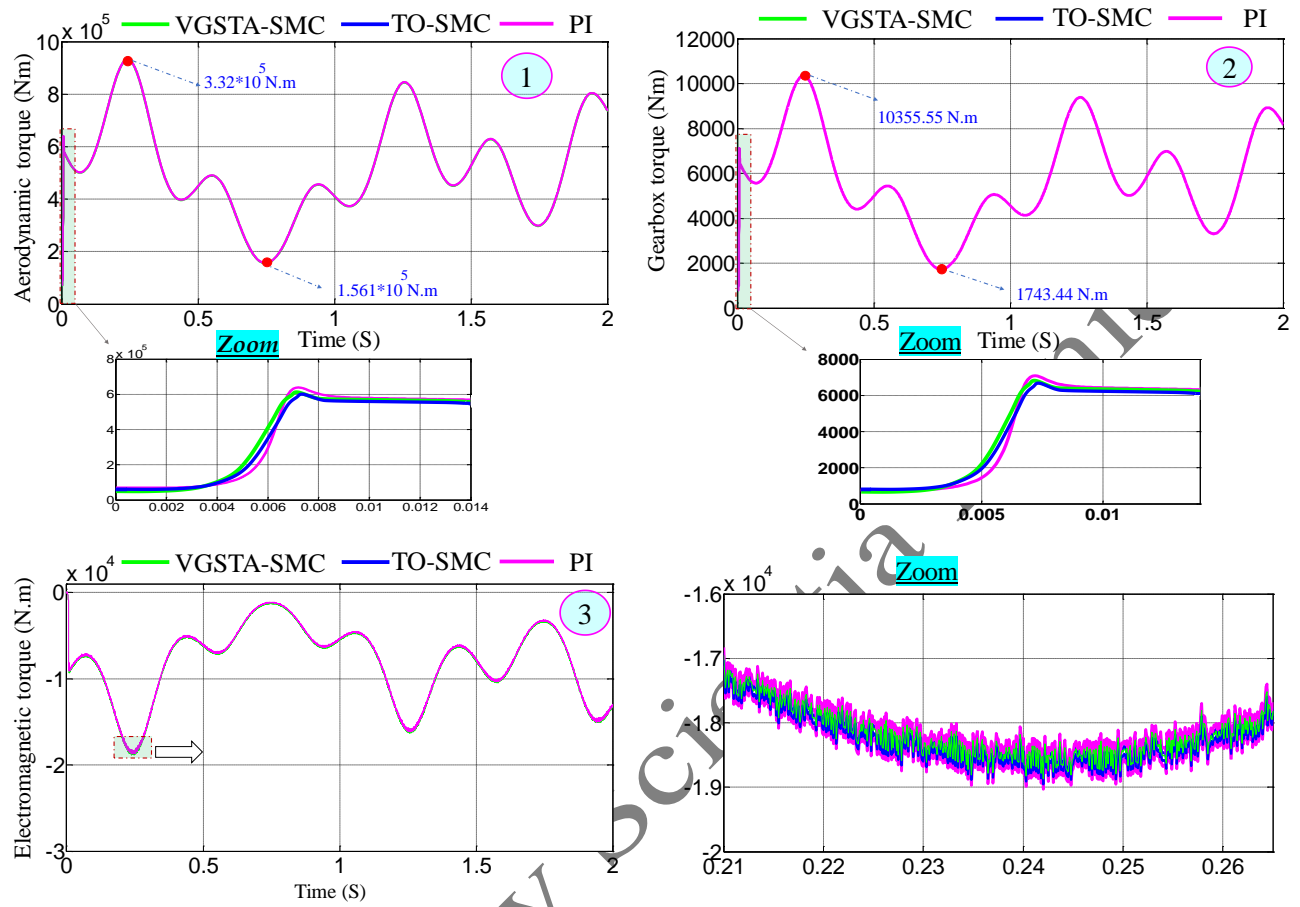 VGSTA-SMC TO-SMC PI
10 x 10^5
8
6
4
2
0
Aerodynamic torque (Nm)
3.32*10^5 N.m
1
1.561*10^5 N.m
0 0.5 1 1.5 2
Zoom Time (S)
8 x 10^5
6
4
2
0
0 0.002 0.004 0.006 0.008 0.01 0.012 0.014
VGSTA-SMC TO-SMC PI
12000
10000
8000
6000
4000
2000
0
Gearbox torque (Nm)
10355.55 N.m
2
1743.44 N.m
0 0.5 1 1.5 2
Zoom Time (S)
8000
6000
4000
2000
0
0 0.005 0.01
VGSTA-SMC TO-SMC PI
0 x 10^4
-1
-2
-3
Electromagnetic torque (N.m)
3
0 0.5 1 1.5 2
Time (S)
Zoom
-1.6 x 10^4
-1.7
-1.8
-1.9
-2
0.21 0.22 0.23 0.24 0.25 0.26